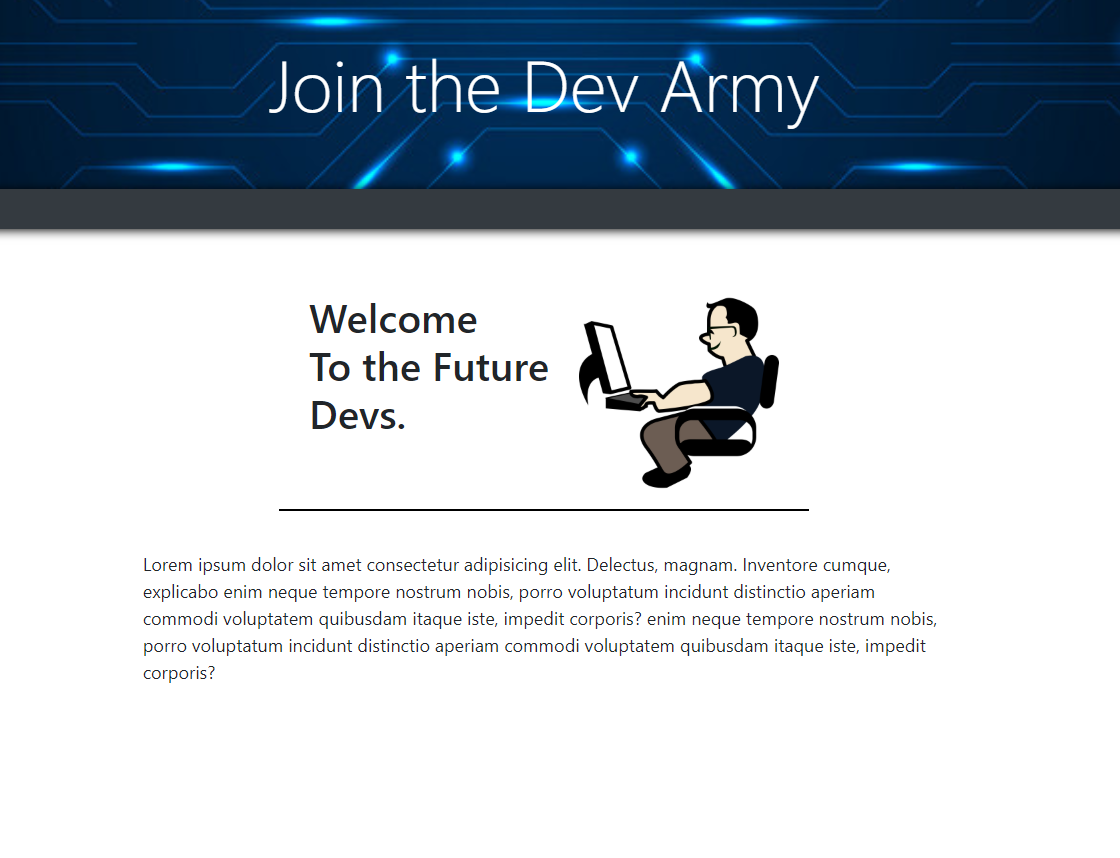 Join the Dev Army
Welcome
To the Future
Devs.
Lorem ipsum dolor sit amet consectetur adipisicing elit. Delectus, magnam. Inventore cumque,
explicabo enim neque tempore nostrum nobis, porro voluptatum incidunt distinctio aperiam
commodi voluptatem quibusdam itaque iste, impedit corporis? enim neque tempore nostrum nobis,
porro voluptatum incidunt distinctio aperiam commodi voluptatem quibusdam itaque iste, impedit
corporis?